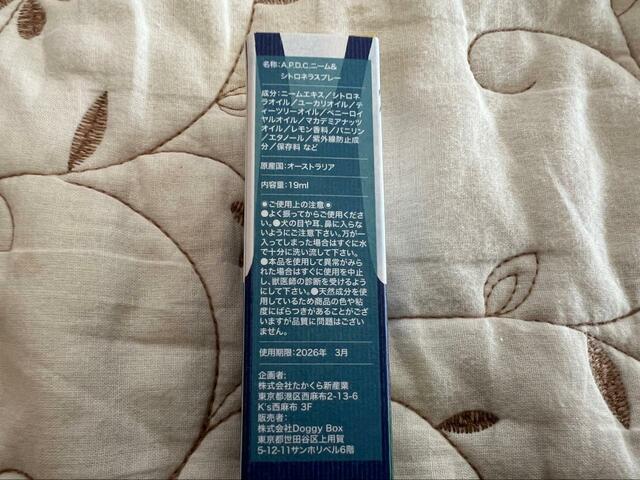 名称：A.P.D.C.ニーム&
シトロネラスプレー
成分：ニームエキス／シトロネ
ラオイル／ユーカリオイル／テ
ィーツリーオイル／ペニーロイ
ヤルオイル／マカデミアナッツ
オイル／レモン香料／バニリン
／エタノール／紫外線防止成
分／保存料 など
原産国：オーストラリア
内容量：19ml
◉ご使用上の注意◉
●よく振ってからご使用くださ
い。●犬の目や耳、鼻に入らな
いようにご注意下さい。万が一
入ってしまった場合はすぐに水
で十分に洗い流して下さい。
●本品を使用して異常がみら
れた場合はすぐに使用を中止
し、獣医師の診断を受けるよう
にして下さい。●天然成分を使
用しているため商品の色や粘
度にばらつきがあることがござ
いますが品質に問題はござい
ません。
使用期限：2026年 3月
企画者：
株式会社たかくら新産業
東京都港区西麻布2-13-6
K's西麻布 3F
販売者：
株式会社Doggy Box
東京都世田谷区上用賀
5-12-11サンホリベル6階